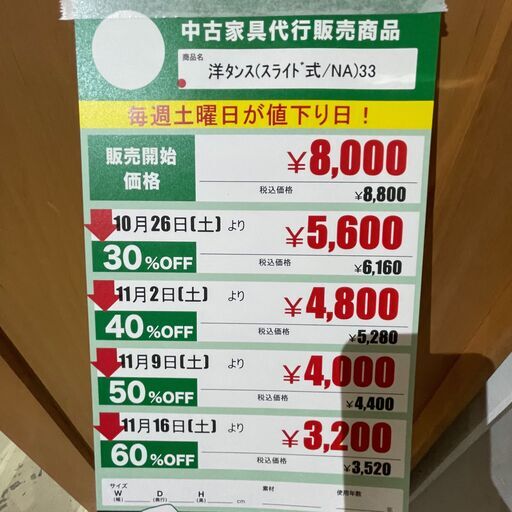 中古家具代行販売商品
商品名
洋タンス(スライド式/NA)33
毎週土曜日が値下り日!
販売開始
価格
¥8,000
税込価格 ¥8,800
10月26日(土) より
30%OFF
¥5,600
税込価格 ¥6,160
11月2日(土) より
40%OFF
¥4,800
税込価格 ¥5,280
11月9日(土) より
50%OFF
¥4,000
税込価格 ¥4,400
11月16日(土) より
60%OFF
¥3,200
税込価格 ¥3,520
サイズ 素材 使用年数
W D H cm
(幅) (奥行) (高)